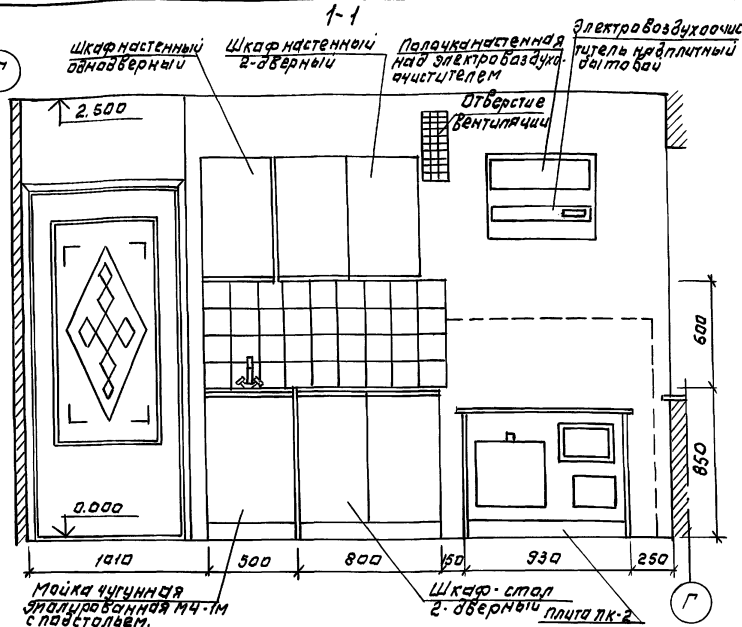 1-1
Шкаф настенный
однодверный
Шкаф настенный
2-дверный
Полочка настенная
над электровоздухо-
очистителем
Электровоздухоочис
титель надплитный
бытовой
Отверстие
вентиляции
2.500
0.000
600
850
1010
500
800
150
930
250
Мойка чугунная
эмалированная МЧ-1М
с подстольем.
Шкаф-стол
2-дверный
Плита ПК-2
Г